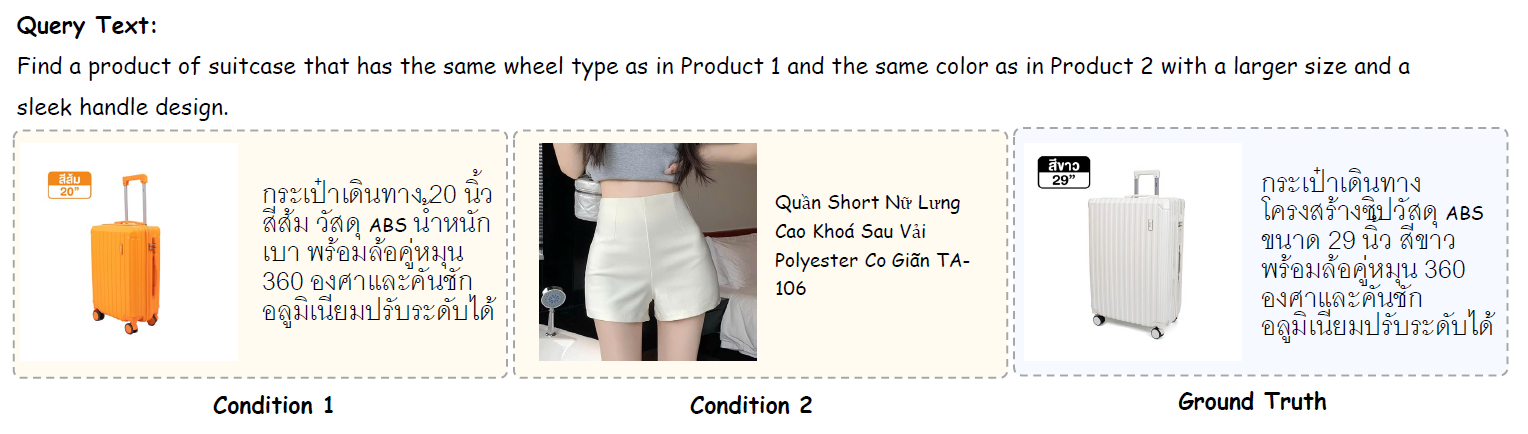 Query Text:
Find a product of suitcase that has the same wheel type as in Product 1 and the same color as in Product 2 with a larger size and a
sleek handle design.
สีส้ม
20”
กระเป๋าเดินทาง 20 นิ้ว
สีส้ม วัสดุ ABS น้ำหนัก
เบา พร้อมล้อคู่หมุน
360 องศาและคันชัก
อลูมิเนียมปรับระดับได้
Condition 1
Quần Short Nữ Lưng
Cao Khoá Sau Vải
Polyester Co Giãn TA-
106
Condition 2
สีขาว
29”
กระเป๋าเดินทาง
โครงสร้างซิปวัสดุ ABS
ขนาด 29 นิ้ว สีขาว
พร้อมล้อคู่หมุน 360
องศาและคันชัก
อลูมิเนียมปรับระดับได้
Ground Truth